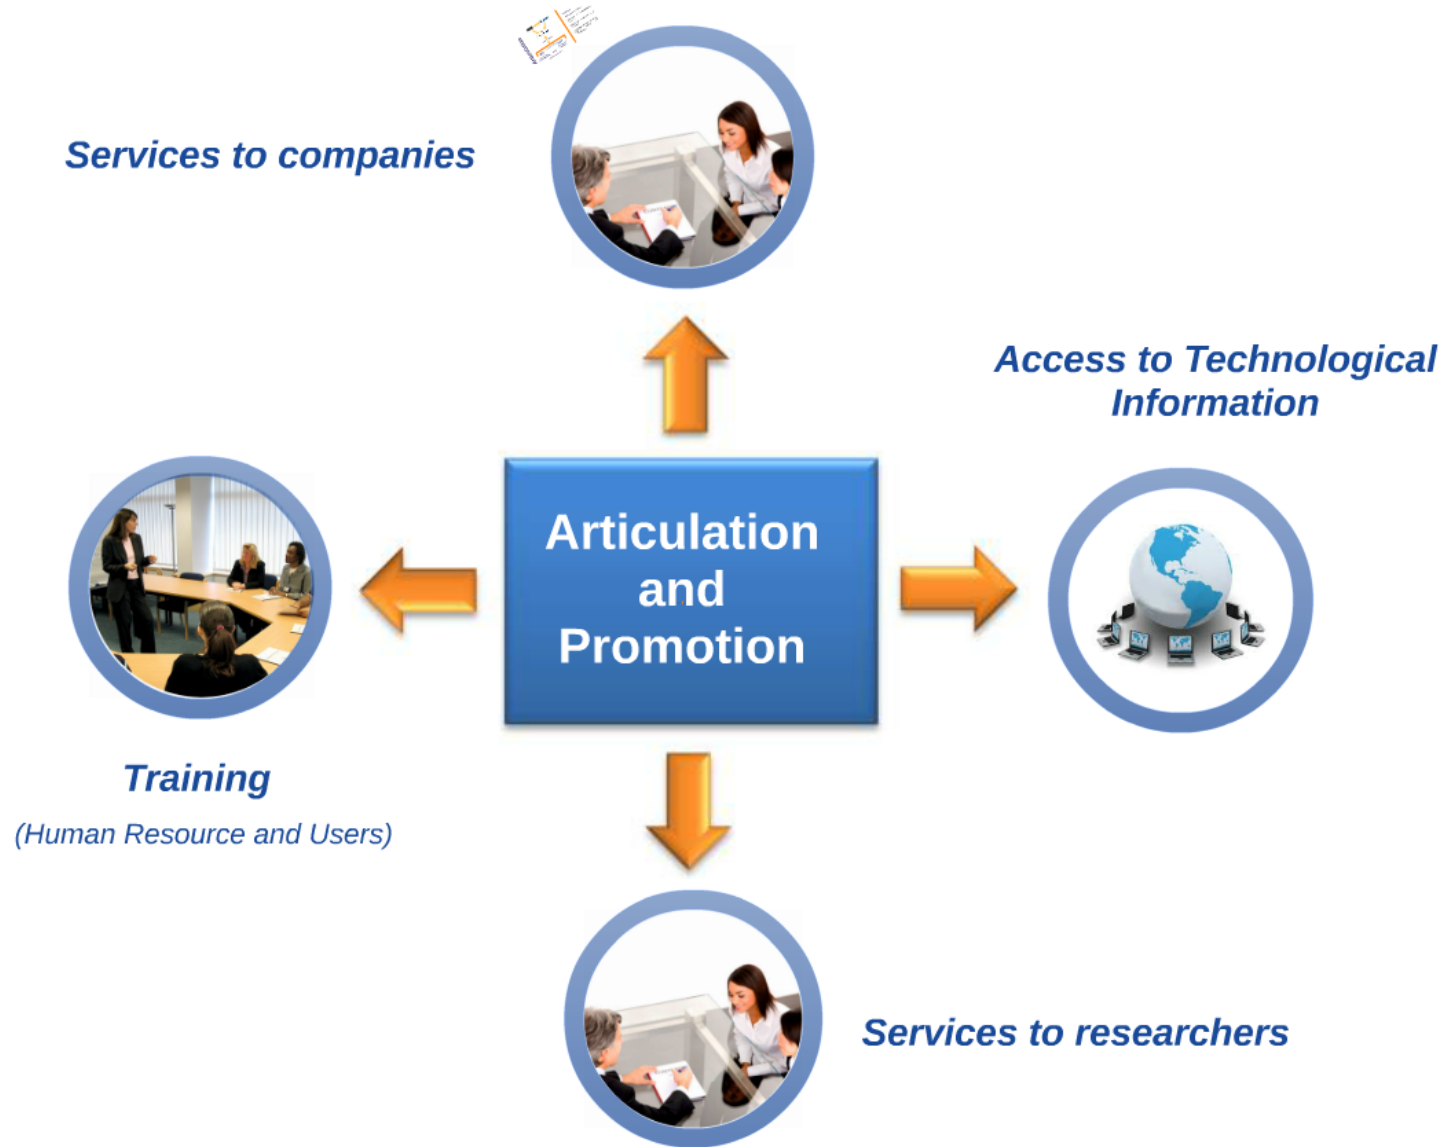 Services to companies
Access to Technological
Information
Articulation
and
Promotion
Training
(Human Resource and Users)
Services to researchers